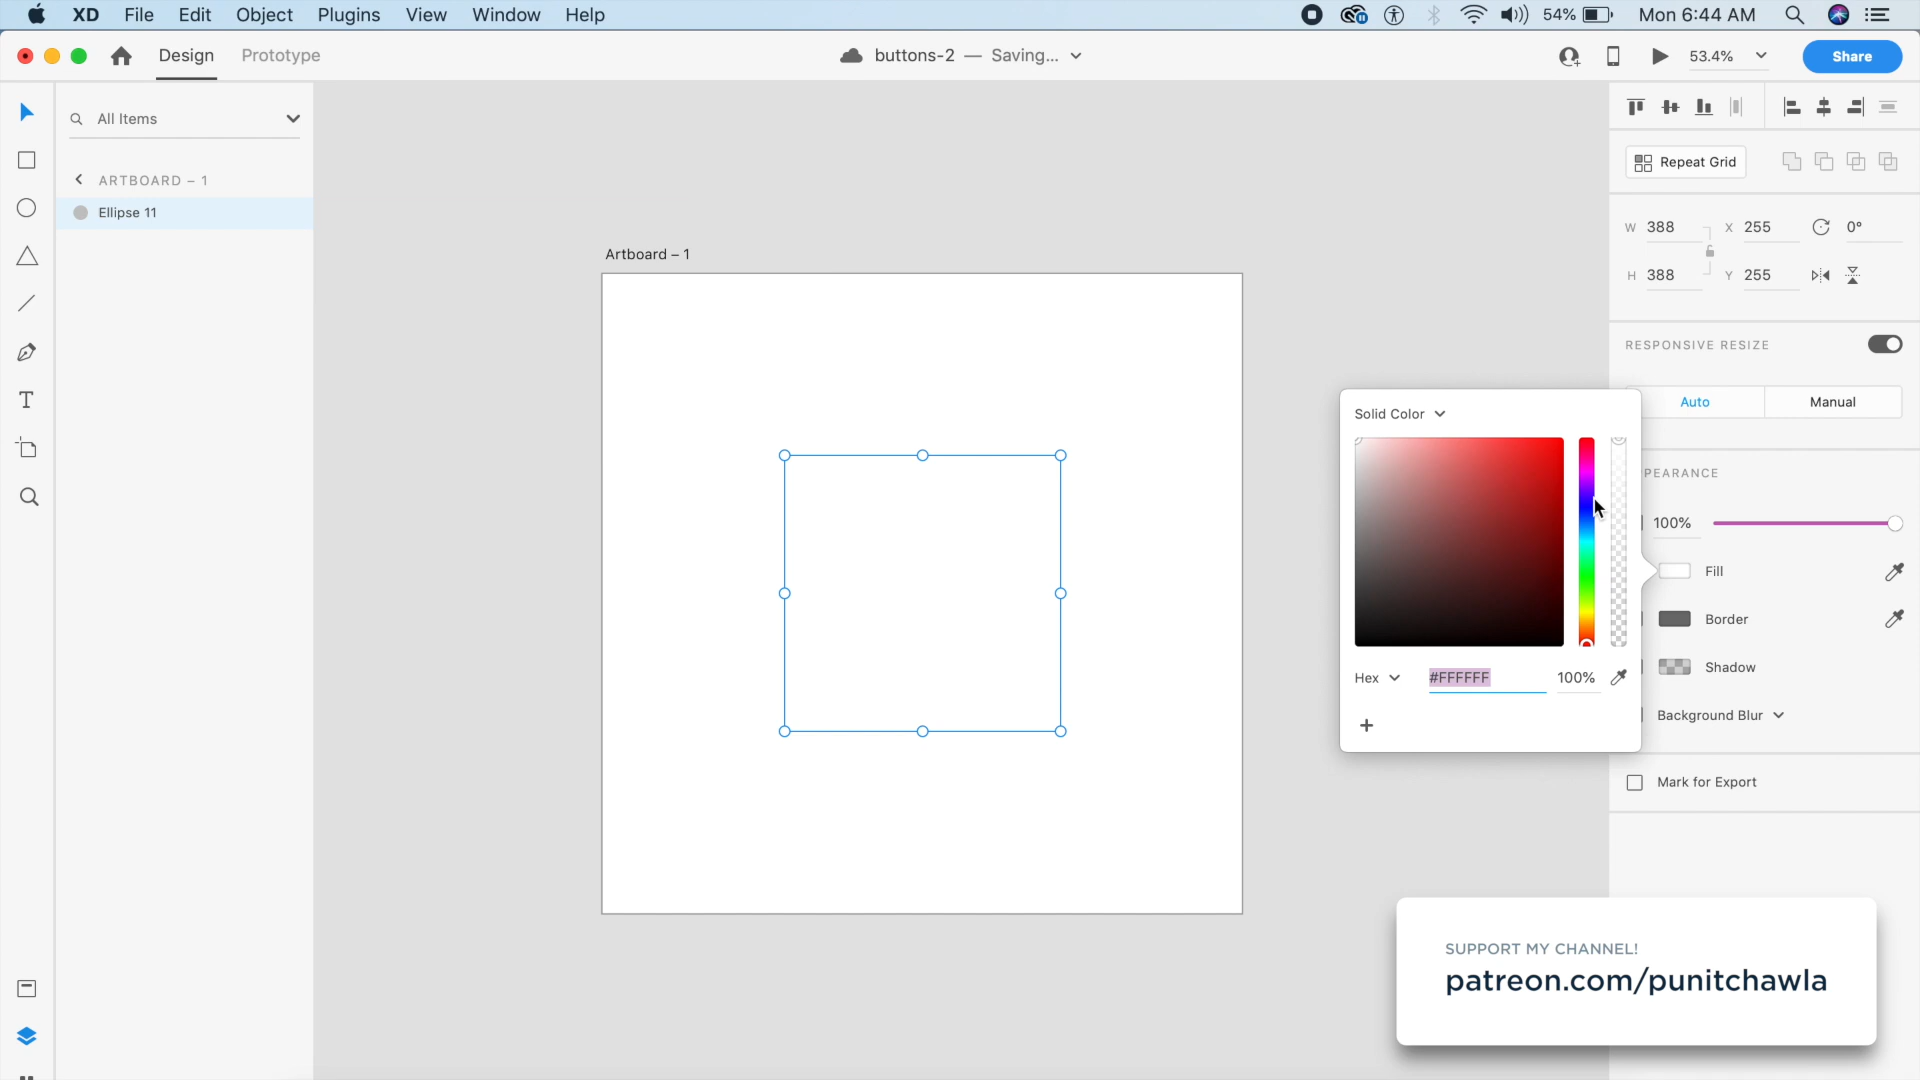 XD File Edit Object Plugins View Window Help 54% Mon 6:44 AM
Design Prototype buttons-2 — Saving... 53.4% Share
All Items
ARTBOARD – 1
Ellipse 11
Artboard – 1
Repeat Grid
W 388 X 255 0°
H 388 Y 255
RESPONSIVE RESIZE
Auto Manual
Solid Color
PEARANCE
100%
Fill
Border
Shadow
Hex #FFFFFF 100%
Background Blur
+
Mark for Export
SUPPORT MY CHANNEL!
patreon.com/punitchawla